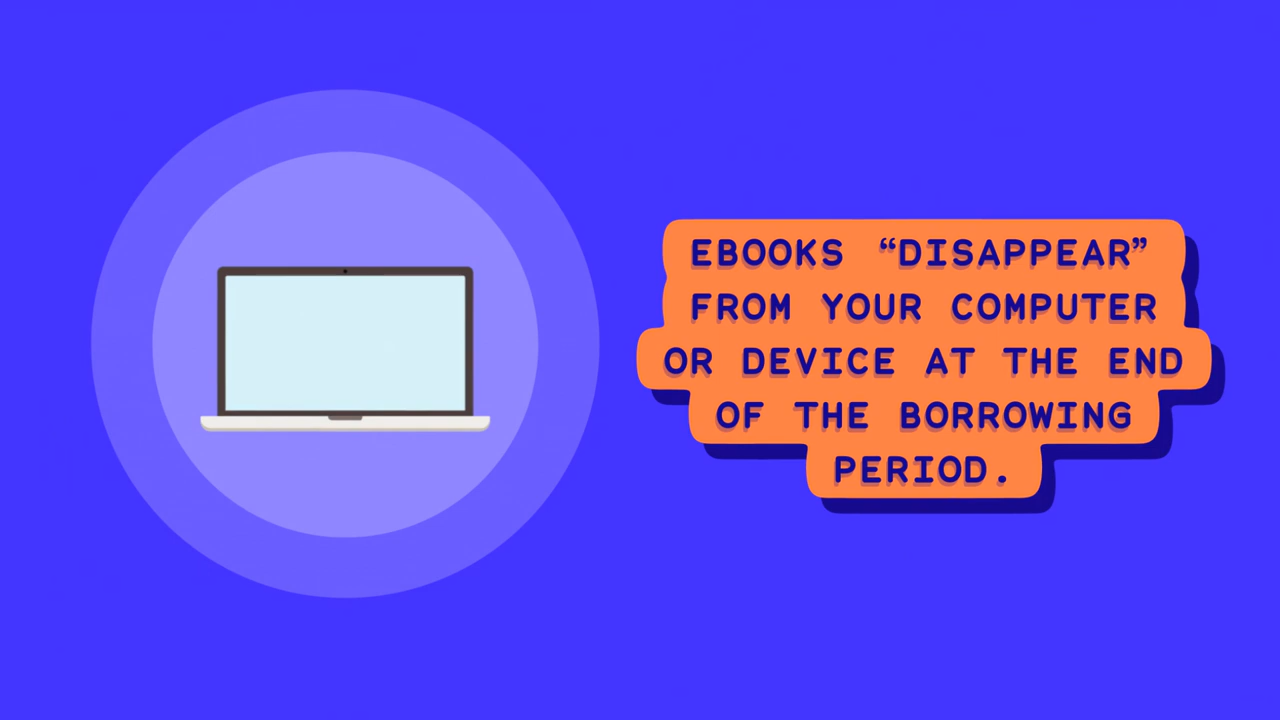 EBOOKS “DISAPPEAR”
FROM YOUR COMPUTER
OR DEVICE AT THE END
OF THE BORROWING
PERIOD.